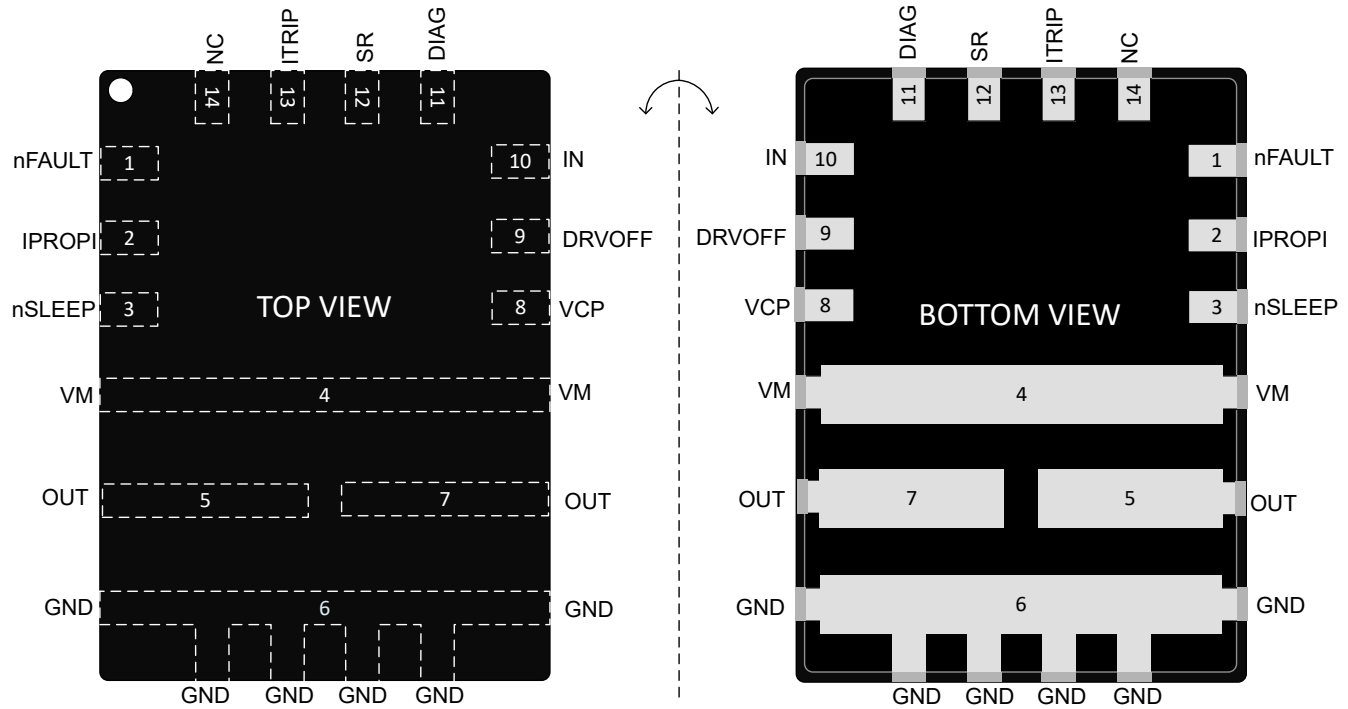 NC ITRIP SR DIAG
14 13 12 11
nFAULT 1 10 IN
IPROPI 2 9 DRVOFF
nSLEEP 3 TOP VIEW 8 VCP
VM 4 VM
OUT 5 7 OUT
GND 6 GND
GND GND GND GND
DIAG SR ITRIP NC
11 12 13 14
IN 10 1 nFAULT
DRVOFF 9 2 IPROPI
VCP 8 BOTTOM VIEW 3 nSLEEP
VM 4 VM
OUT 7 5 OUT
GND 6 GND
GND GND GND GND